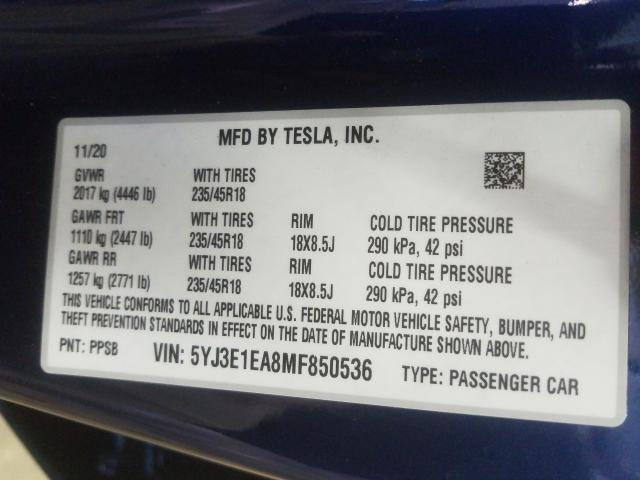 MFD BY TESLA, INC.
11/20
GVWR WITH TIRES
2017 kg (4446 lb) 235/45R18
GAWR FRT WITH TIRES RIM COLD TIRE PRESSURE
1110 kg (2447 lb) 235/45R18 18X8.5J 290 kPa, 42 psi
GAWR RR WITH TIRES RIM COLD TIRE PRESSURE
1257 kg (2771 lb) 235/45R18 18X8.5J 290 kPa, 42 psi
THIS VEHICLE CONFORMS TO ALL APPLICABLE U.S. FEDERAL MOTOR VEHICLE SAFETY, BUMPER, AND
THEFT PREVENTION STANDARDS IN EFFECT ON THE DATE OF MANUFACTURE SHOWN ABOVE.
PNT: PPSB VIN: 5YJ3E1EA8MF850536 TYPE: PASSENGER CAR